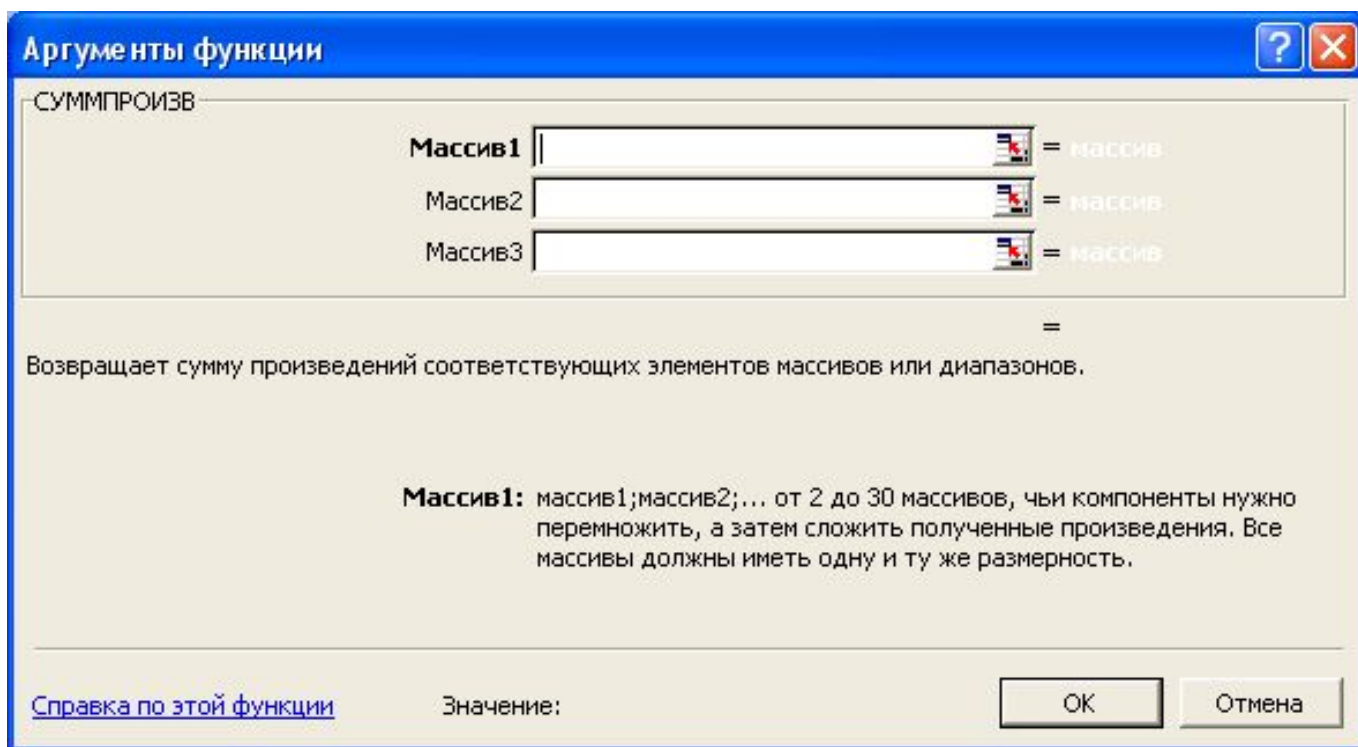 Аргументы функции
СУММПРОИЗВ
Массив1 = массив
Массив2 = массив
Массив3 = массив
=
Возвращает сумму произведений соответствующих элементов массивов или диапазонов.
Массив1: массив1;массив2;... от 2 до 30 массивов, чьи компоненты нужно
перемножить, а затем сложить полученные произведения. Все
массивы должны иметь одну и ту же размерность.
Справка по этой функции Значение: ОК Отмена